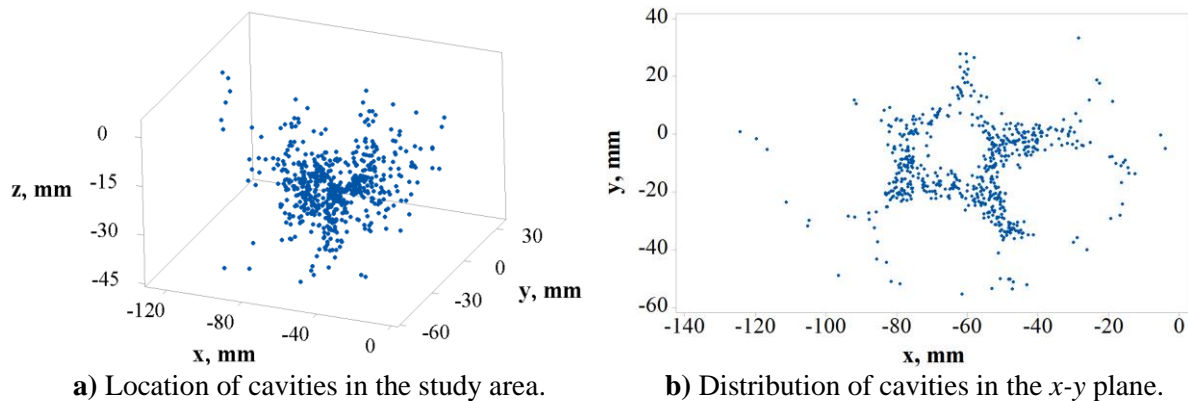 0
-15
z, mm
-30
-45
-120
-80
-40
0
x, mm
30
0
-30
-60
y, mm
a) Location of cavities in the study area.
40
20
0
-20
-40
-60
y, mm
-140 -120 -100 -80 -60 -40 -20 0
x, mm
b) Distribution of cavities in the x-y plane.